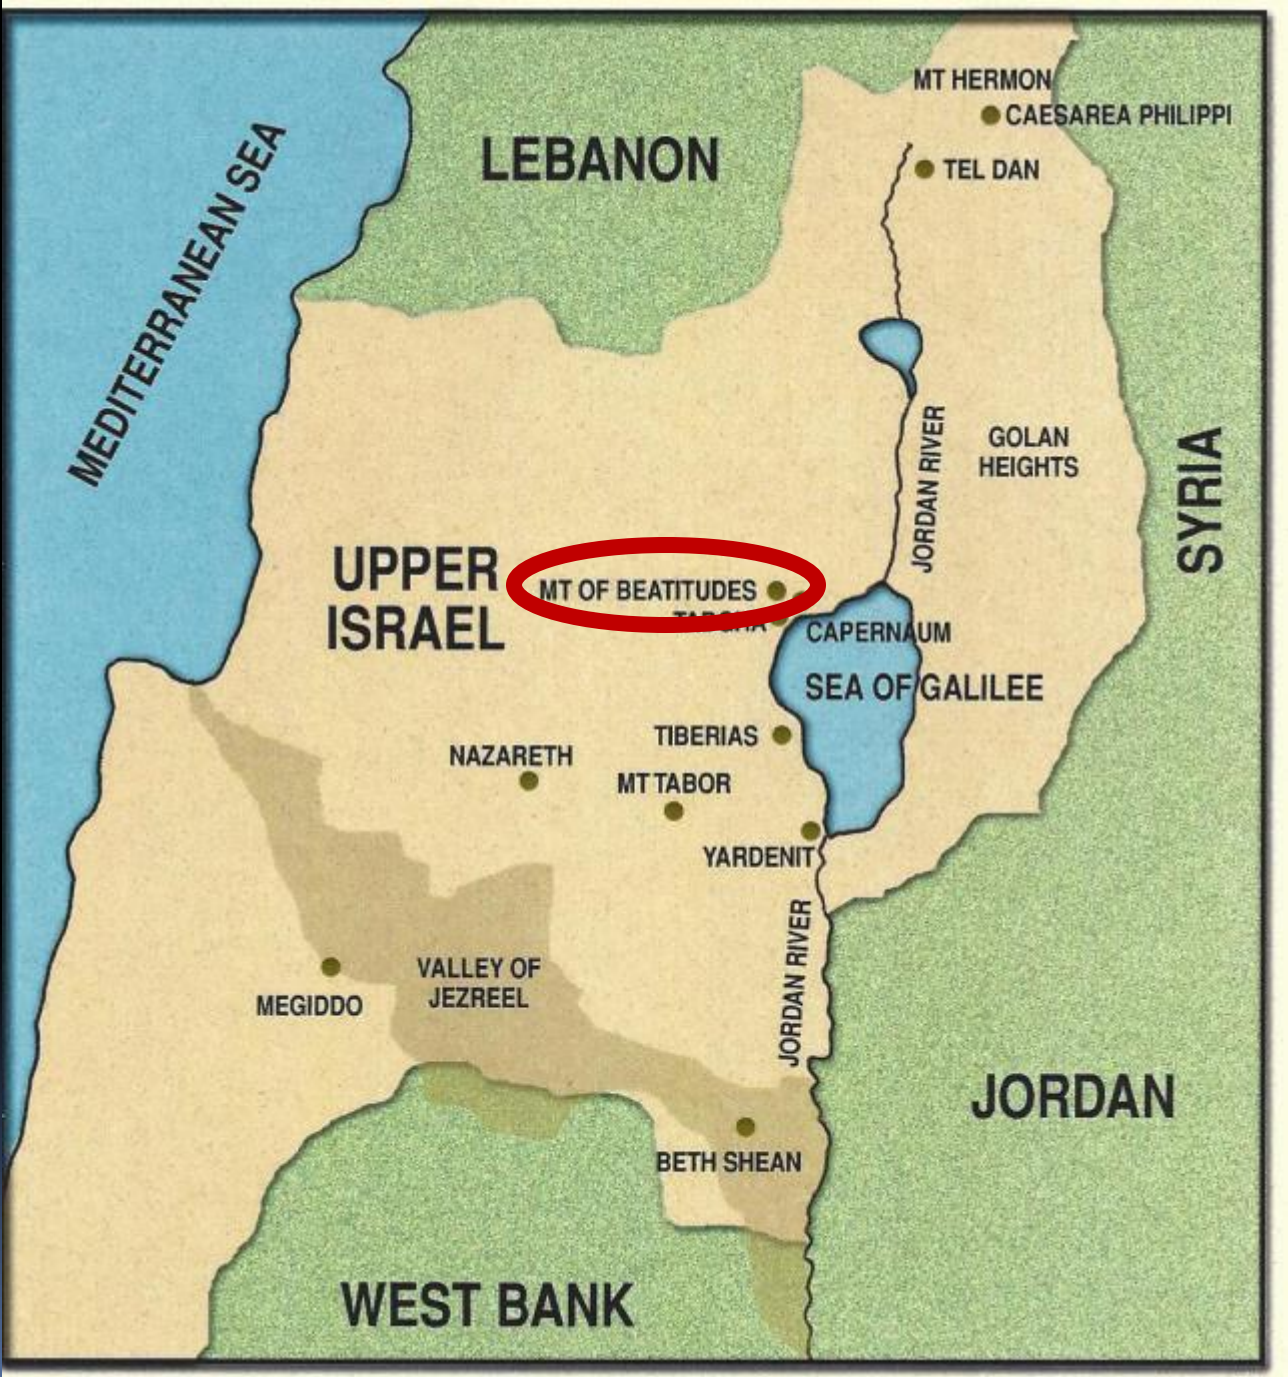 MT HERMON
CAESAREA PHILIPPI
LEBANON
TEL DAN
MEDITERRANEAN SEA
JORDAN RIVER
GOLAN
HEIGHTS
SYRIA
UPPER
ISRAEL
MT OF BEATITUDES
TABGHA
CAPERNAUM
SEA OF GALILEE
TIBERIAS
NAZARETH
MT TABOR
YARDENIT
JORDAN RIVER
VALLEY OF
JEZREEL
MEGIDDO
JORDAN
BETH SHEAN
WEST BANK